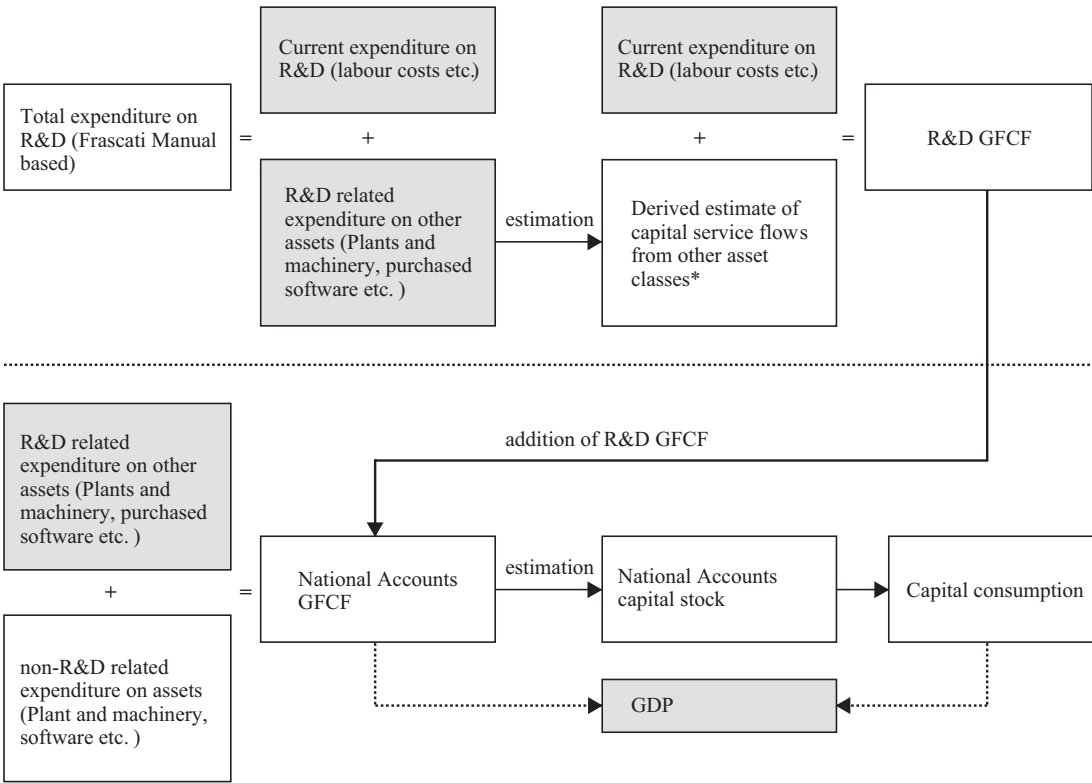 Total expenditure on
R&D (Frascati Manual
based)
=
Current expenditure on
R&D (labour costs etc.)
+
R&D related
expenditure on other
assets (Plants and
machinery, purchased
software etc. )
estimation
Current expenditure on
R&D (labour costs etc.)
+
Derived estimate of
capital service flows
from other asset
classes*
=
R&D GFCF
addition of R&D GFCF
R&D related
expenditure on other
assets (Plants and
machinery, purchased
software etc. )
+
non-R&D related
expenditure on assets
(Plant and machinery,
software etc. )
=
National Accounts
GFCF
estimation
National Accounts
capital stock
Capital consumption
GDP